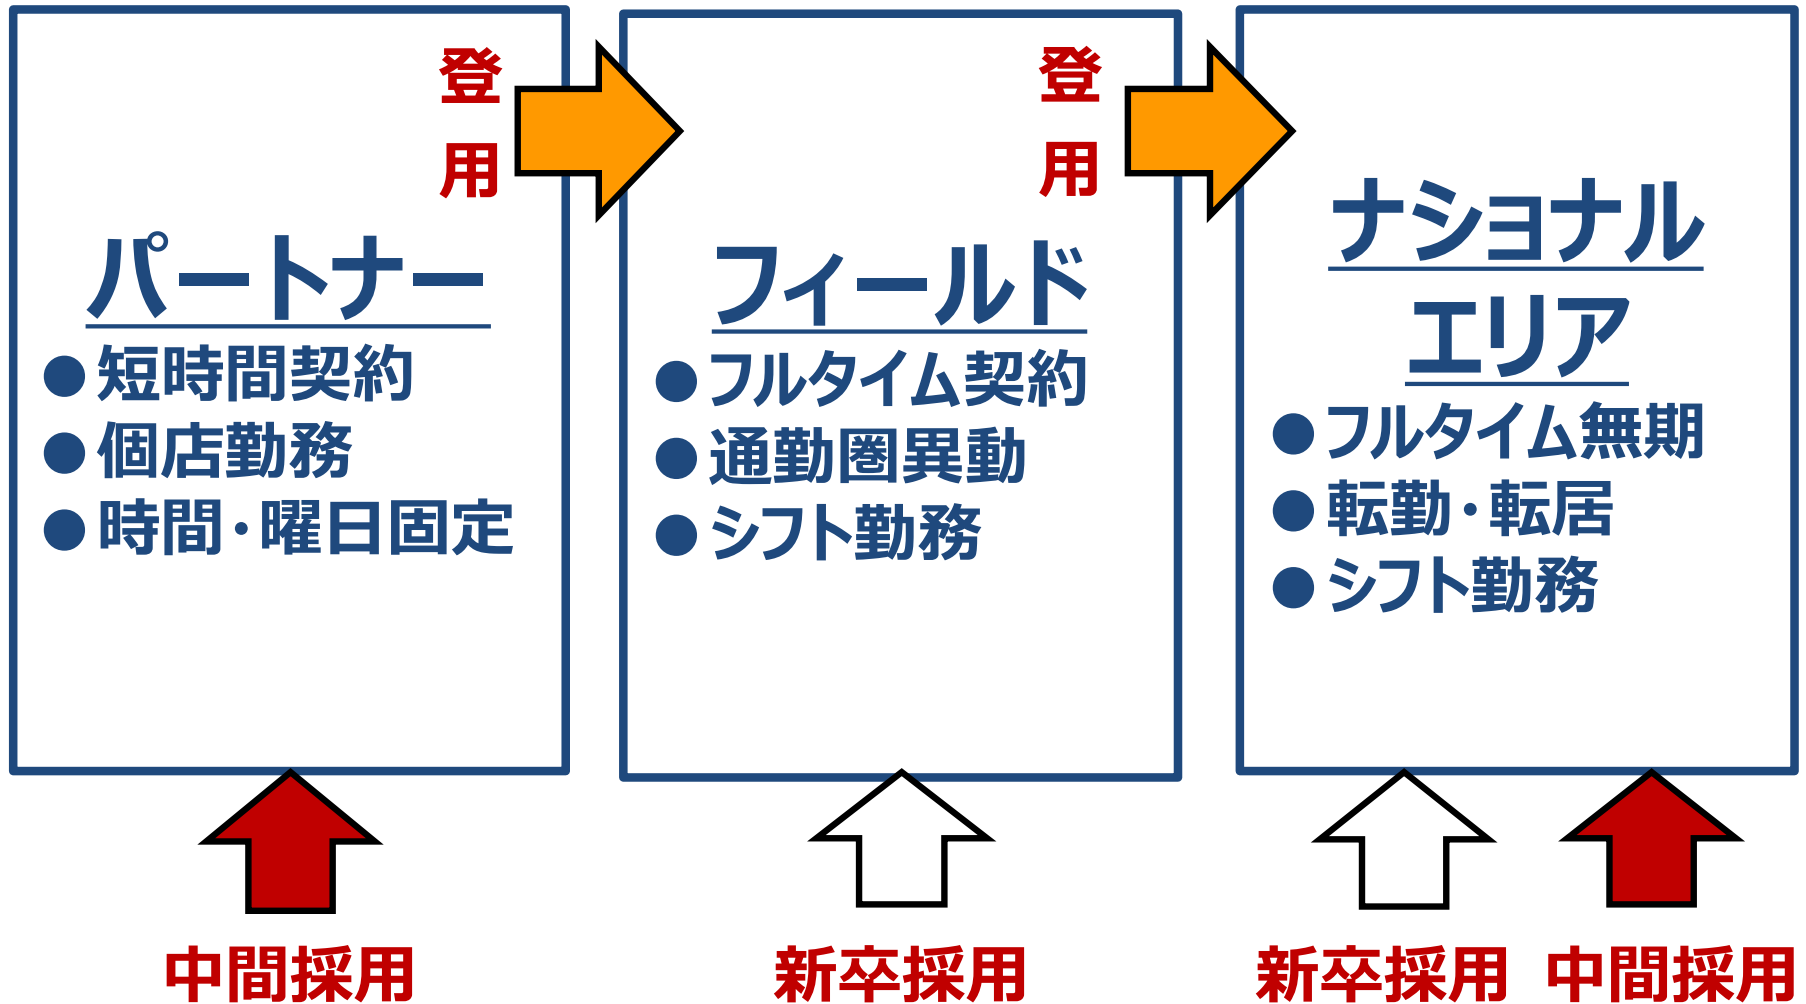 登用
パートナー
●短時間契約
●個店勤務
●時間・曜日固定
登用
フィールド
●フルタイム契約
●通勤圏異動
●シフト勤務
ナショナル
エリア
●フルタイム無期
●転勤・転居
●シフト勤務
中間採用
新卒採用
新卒採用
中間採用